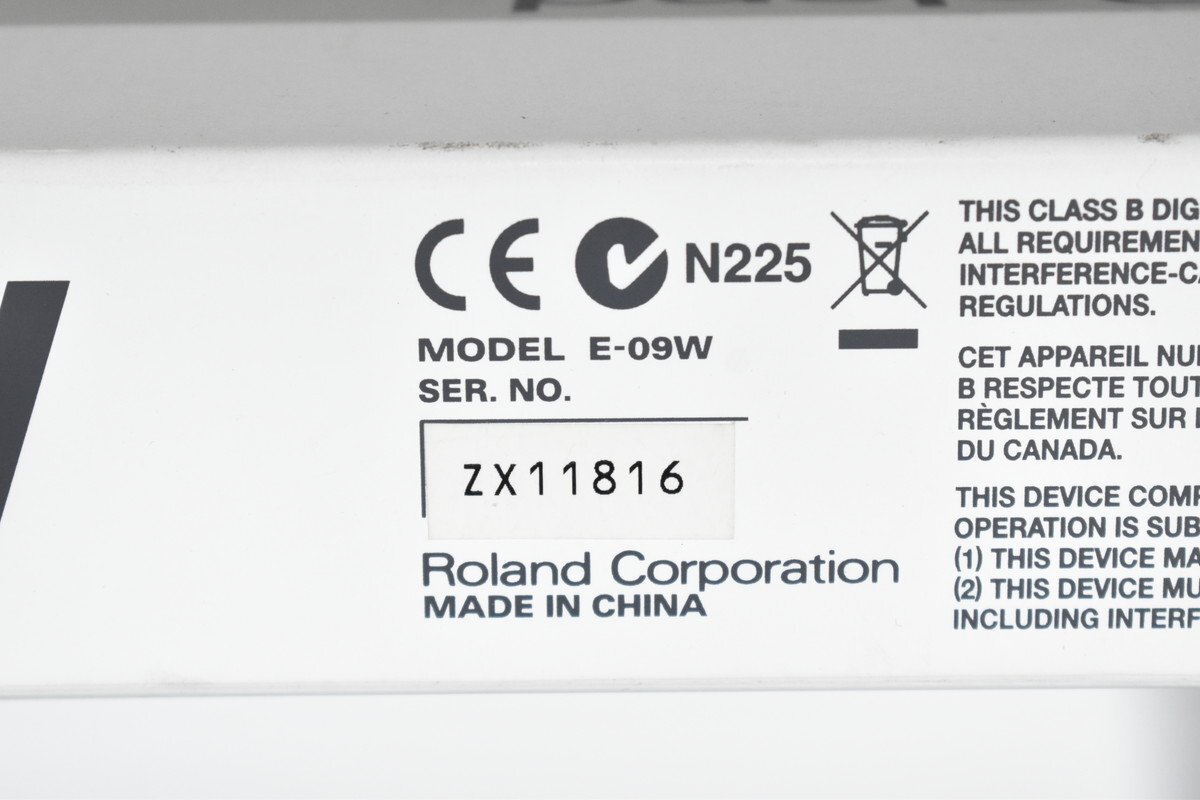 CE N225
MODEL E-09W
SER. NO.
ZX11816
Roland Corporation
MADE IN CHINA
THIS CLASS B DIG
ALL REQUIREMEN
INTERFERENCE-CA
REGULATIONS.
CET APPAREIL NU
B RESPECTE TOUT
RÈGLEMENT SUR
DU CANADA.
THIS DEVICE COMP
OPERATION IS SUB
(1) THIS DEVICE MA
(2) THIS DEVICE MU
INCLUDING INTERF